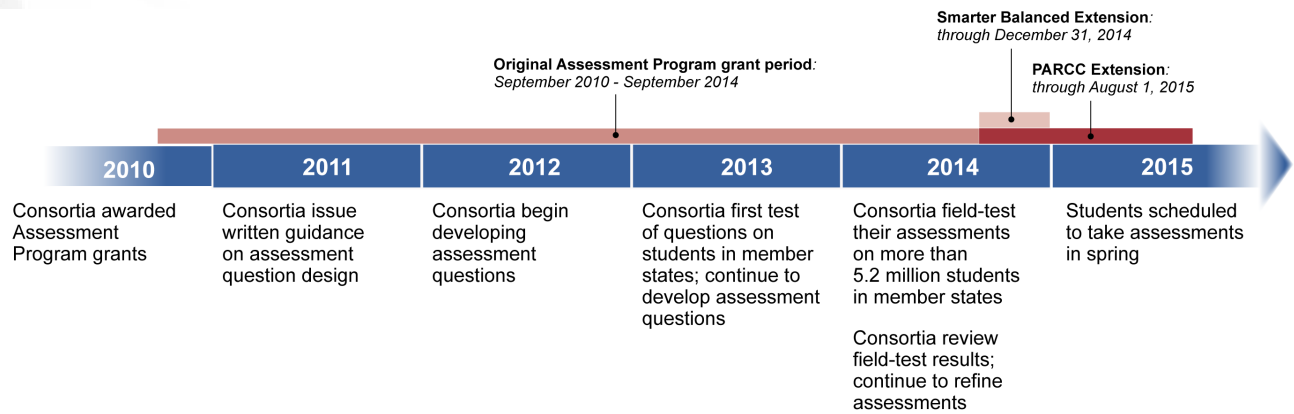 Smarter Balanced Extension:
through December 31, 2014
Original Assessment Program grant period:
September 2010 - September 2014
PARCC Extension:
through August 1, 2015
2010
2011
2012
2013
2014
2015
Consortia awarded
Assessment
Program grants
Consortia issue
written guidance
on assessment
question design
Consortia begin
developing
assessment
questions
Consortia first test
of questions on
students in member
states; continue to
develop assessment
questions
Consortia field-test
their assessments
on more than
5.2 million students
in member states
Consortia review
field-test results;
continue to refine
assessments
Students scheduled
to take assessments
in spring